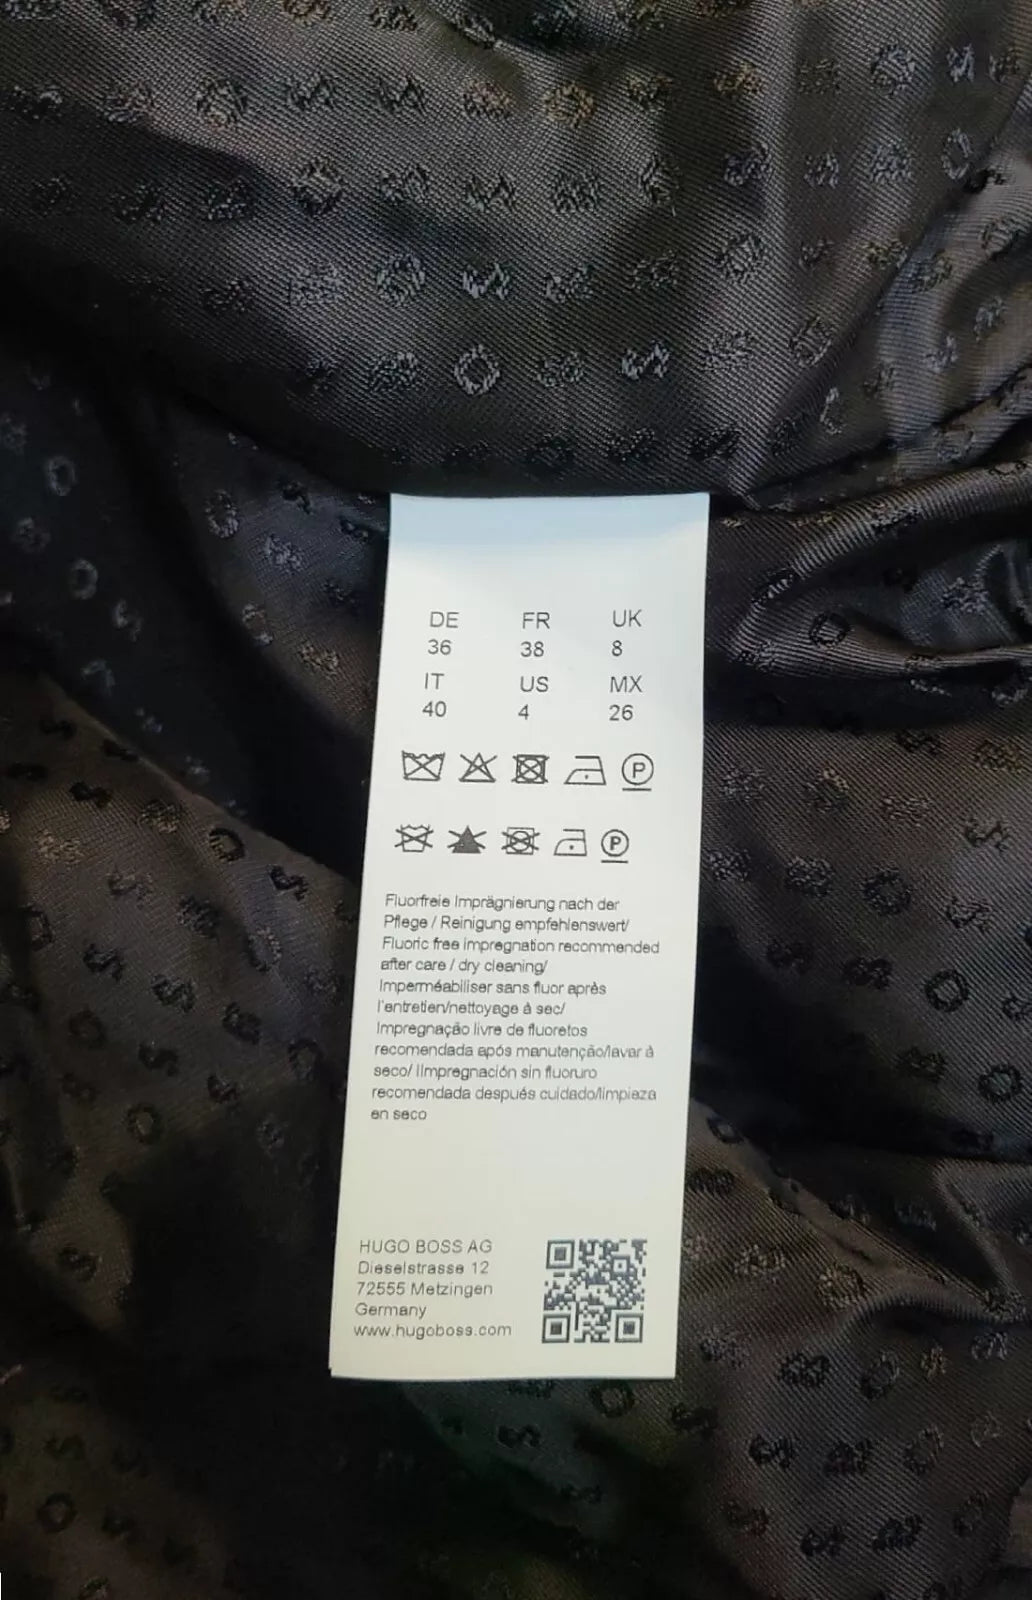 DE FR UK
36 38 8
IT US MX
40 4 26
P
P
Fluorfreie Imprägnierung nach der
Pflege / Reinigung empfehlenswert/
Fluoric free impregnation recommended
after care / dry cleaning/
Imperméabiliser sans fluor après
l'entretien/nettoyage à sec/
Impregnação livre de fluoretos
recomendada após manutenção/lavar à
seco/ IImpregnación sin fluoruro
recomendada después cuidado/limpieza
en seco
HUGO BOSS AG
Dieselstrasse 12
72555 Metzingen
Germany
www.hugoboss.com